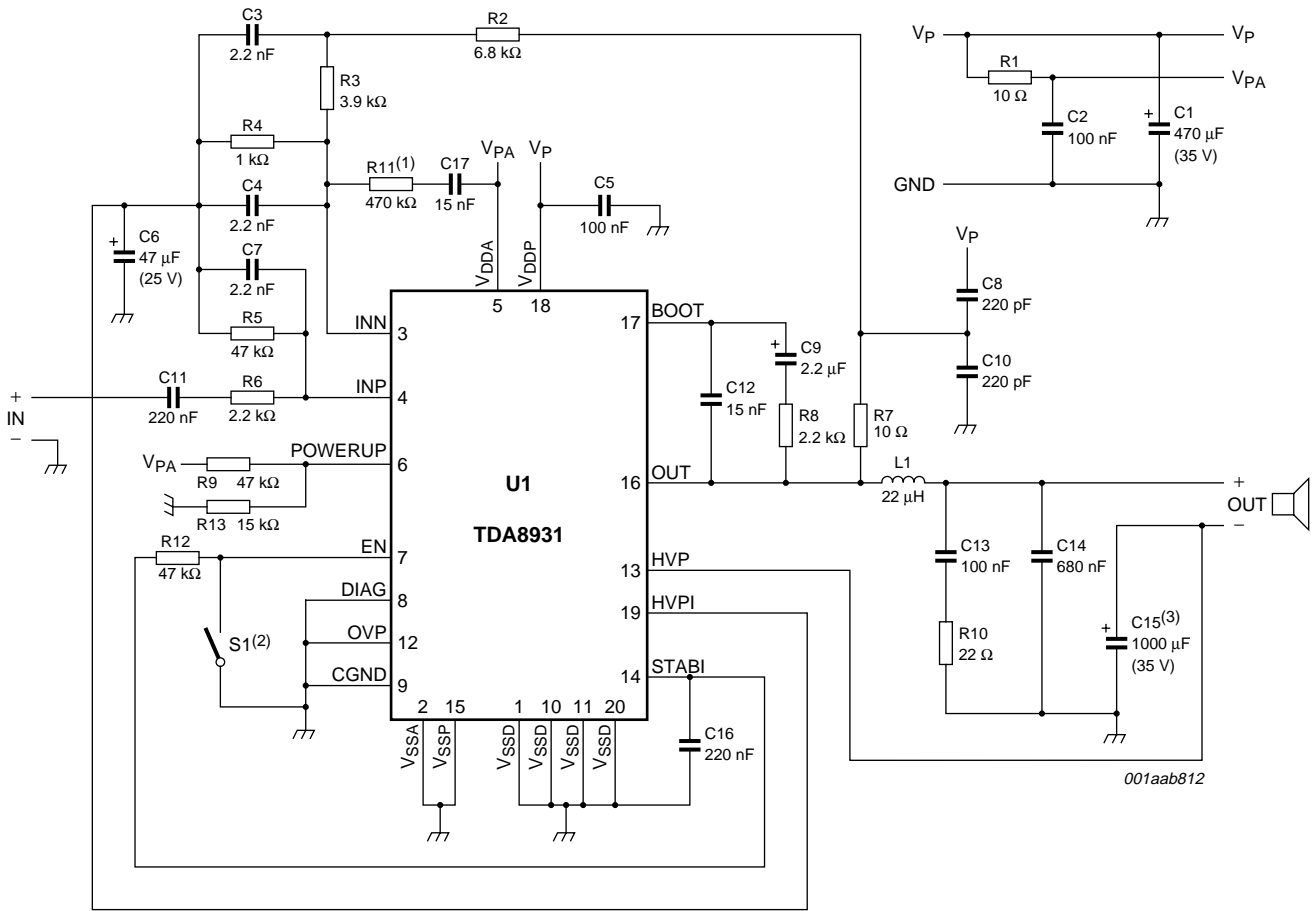 C3
2.2 nF
R2
6.8 kΩ
R3
3.9 kΩ
R4
1 kΩ
R11(1)
470 kΩ
C17
15 nF
VPA
VP
C5
100 nF
C4
2.2 nF
C6
+
47 μF
(25 V)
C7
2.2 nF
R5
47 kΩ
C11
220 nF
R6
2.2 kΩ
+
IN
−
VPA
R9
47 kΩ
R13
15 kΩ
R12
47 kΩ
S1(2)
VDDA
5
VDDP
18
INN
3
INP
4
POWERUP
6
EN
7
DIAG
8
OVP
12
CGND
9
U1
TDA8931
2
15
1
10
11
20
VSSA
VSSP
VSSD
VSSD
VSSD
VSSD
17
BOOT
16
OUT
13
HVP
19
HVPI
14
STABI
C16
220 nF
C12
15 nF
+
C9
2.2 μF
R8
2.2 kΩ
R7
10 Ω
L1
22 μH
VP
C8
220 pF
C10
220 pF
C13
100 nF
R10
22 Ω
C14
680 nF
+
C15(3)
1000 μF
(35 V)
+
OUT
−
VP
VP
R1
10 Ω
VPA
C2
100 nF
+
C1
470 μF
(35 V)
GND
001aab812